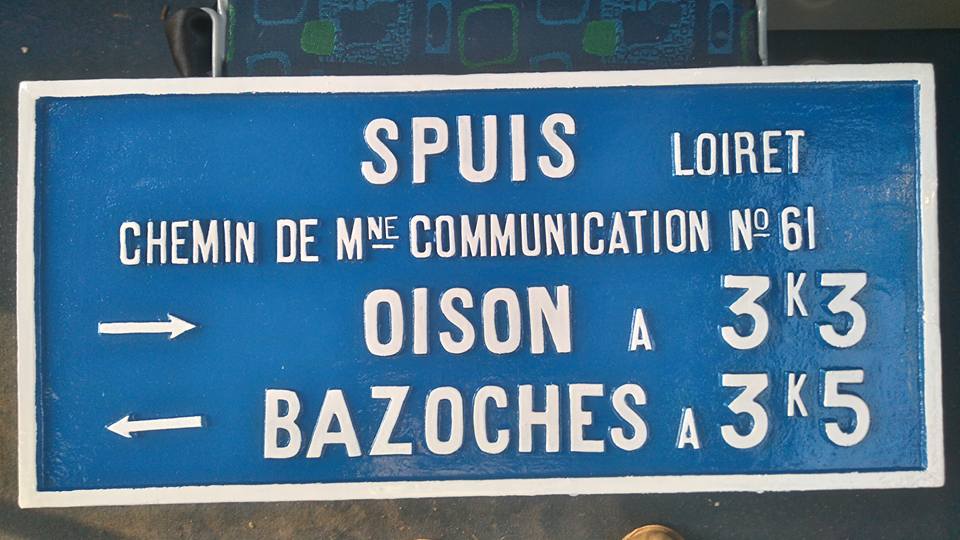 SPUIS LOIRET
CHEMIN DE MNE COMMUNICATION NO 61
→ OISON A 3K3
← BAZOCHES A 3K5